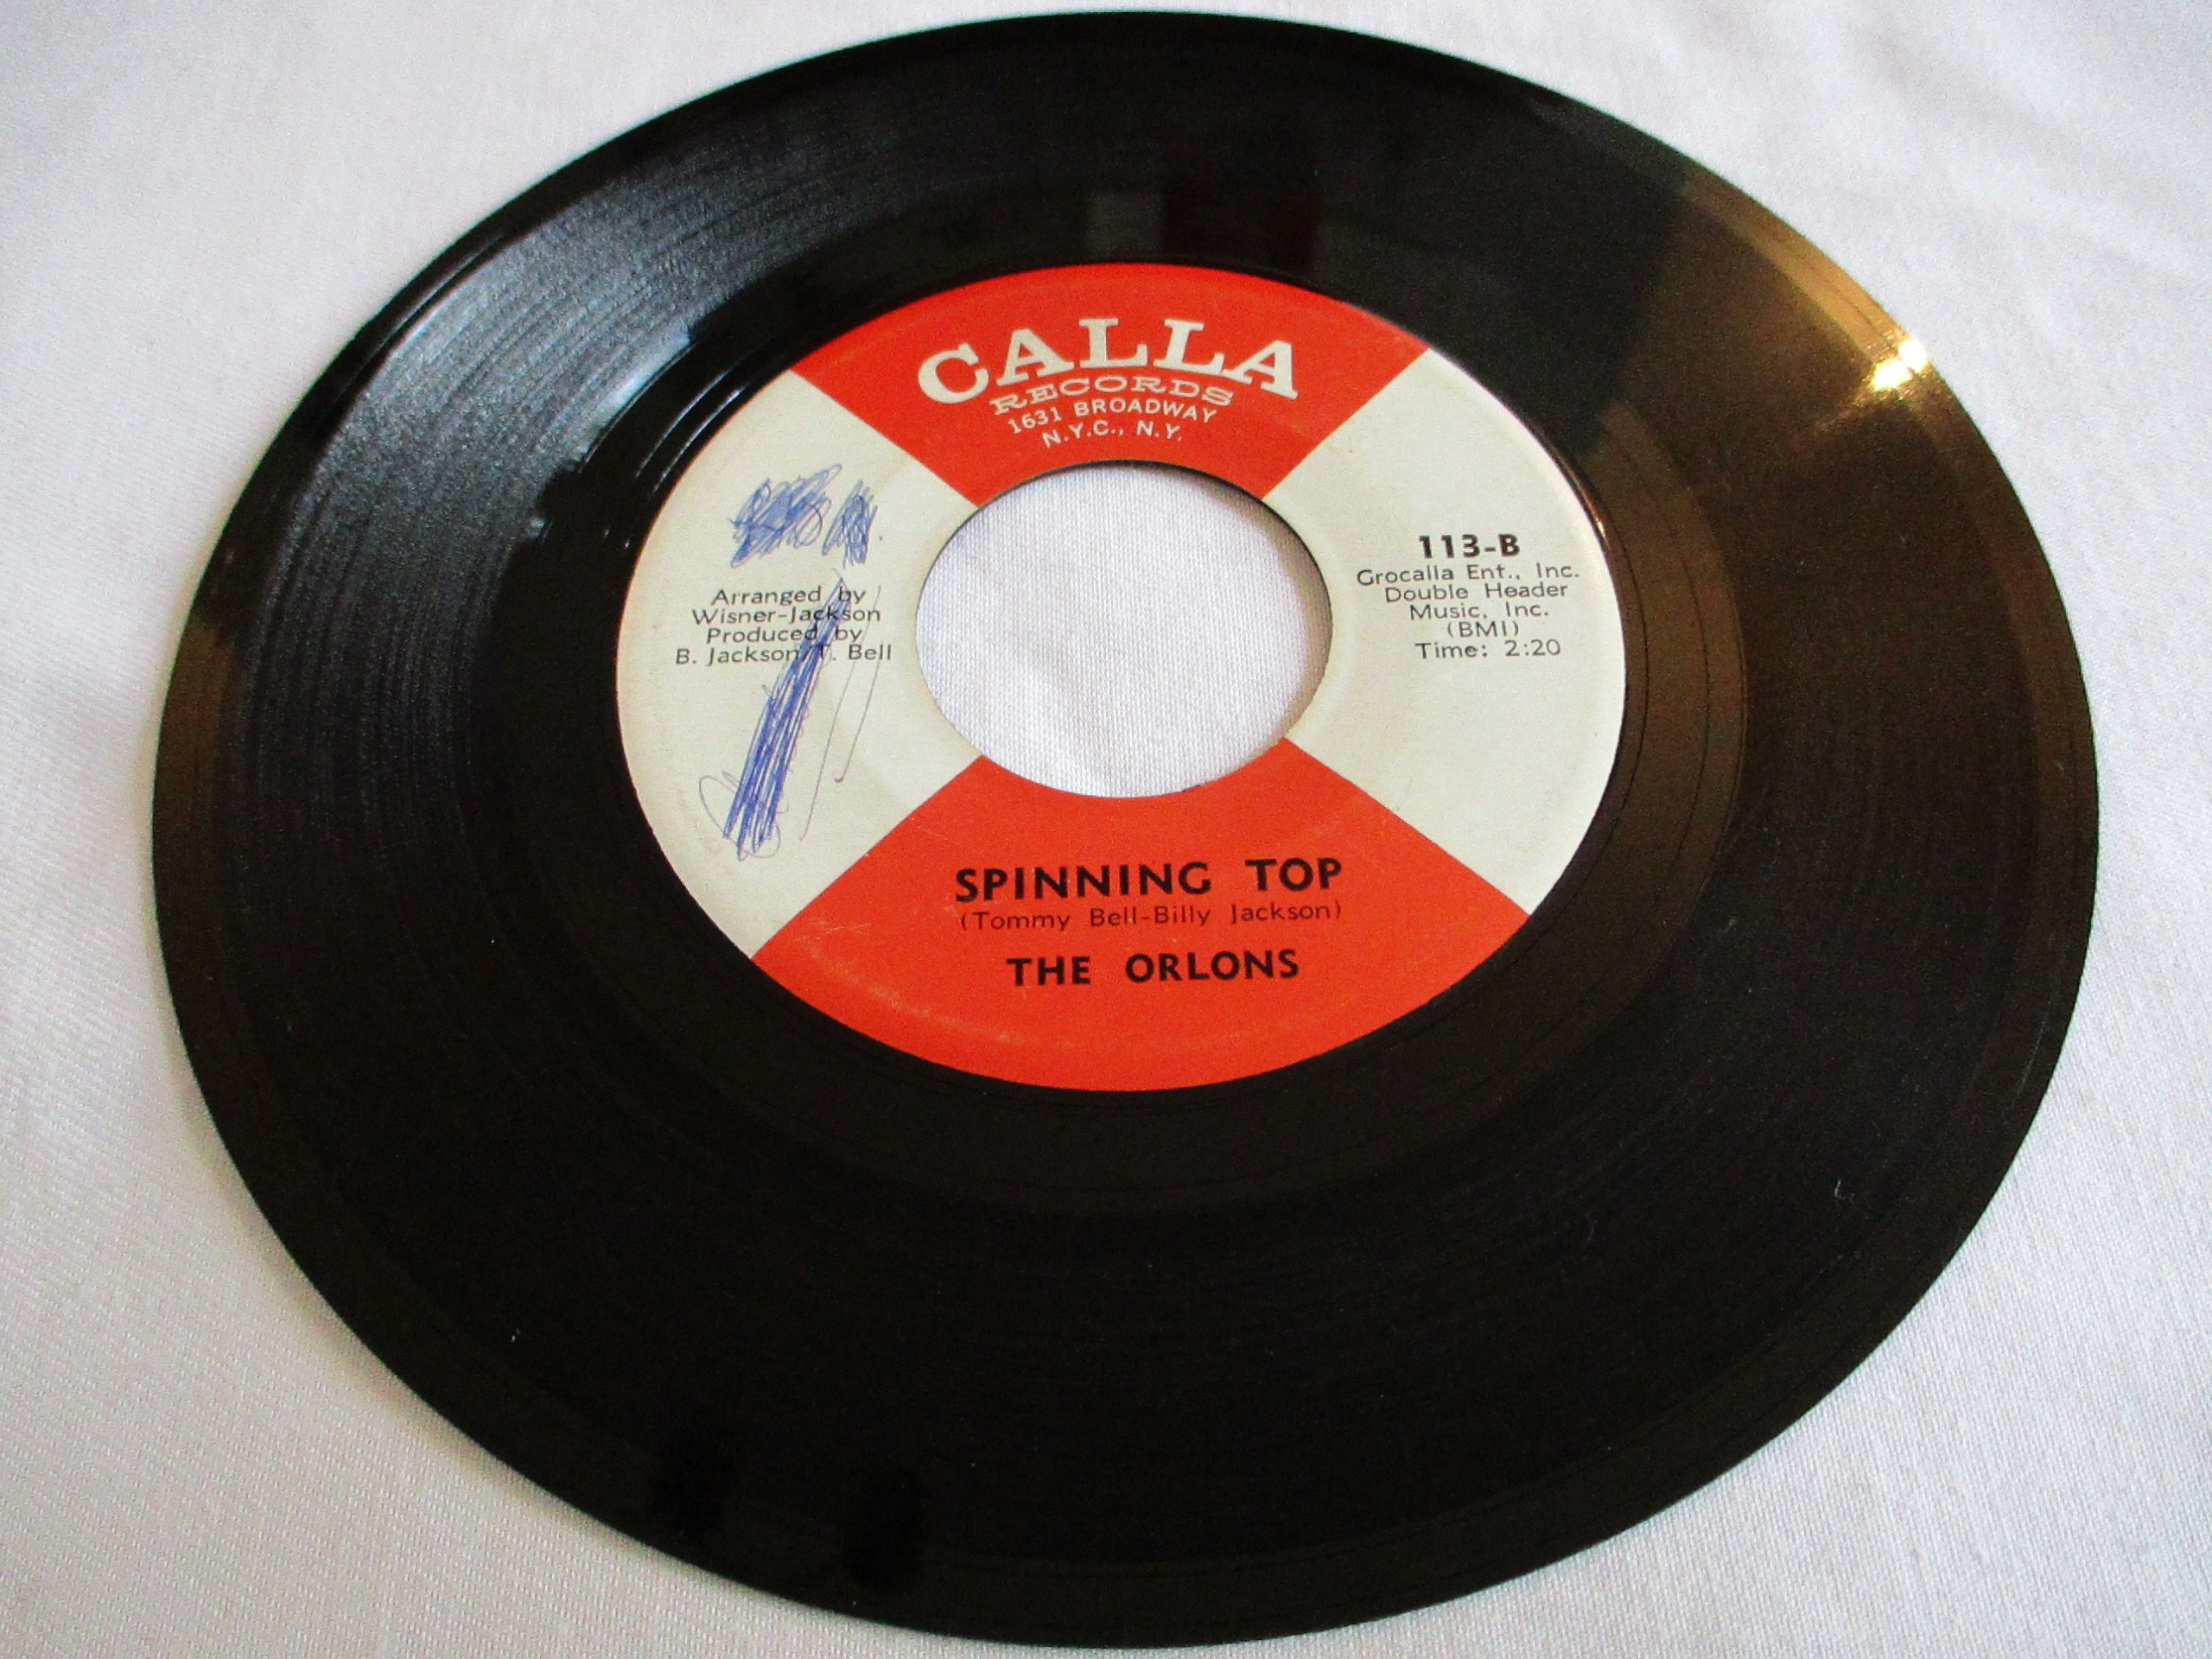 CALLA
RECORDS
1631 BROADWAY
N.Y.C., N.Y.
Arranged by
Wisner-Jackson
Produced by
B. Jackson/T. Bell
113-B
Grocalla Ent., Inc.
Double Header
Music, Inc.
(BMI)
Time: 2:20
SPINNING TOP
(Tommy Bell-Billy Jackson)
THE ORLONS